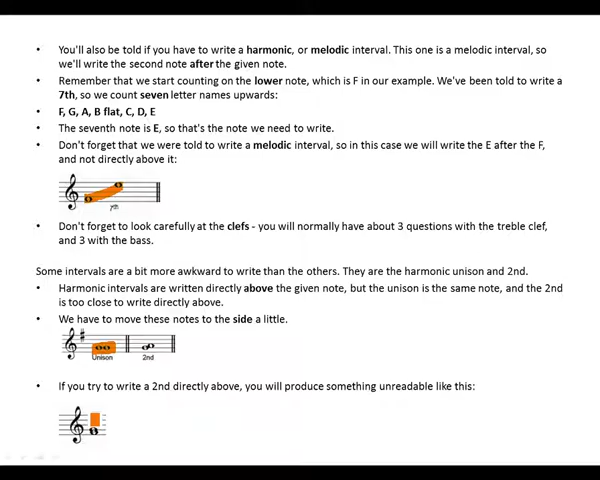 • You'll also be told if you have to write a harmonic, or melodic interval. This one is a melodic interval, so
we'll write the second note after the given note.
• Remember that we start counting on the lower note, which is F in our example. We've been told to write a
7th, so we count seven letter names upwards:
• F, G, A, B flat, C, D, E
• The seventh note is E, so that's the note we need to write.
• Don't forget that we were told to write a melodic interval, so in this case we will write the E after the F,
and not directly above it:
7th
• Don't forget to look carefully at the clefs - you will normally have about 3 questions with the treble clef,
and 3 with the bass.
Some intervals are a bit more awkward to write than the others. They are the harmonic unison and 2nd.
• Harmonic intervals are written directly above the given note, but the unison is the same note, and the 2nd
is too close to write directly above.
• We have to move these notes to the side a little.
Unison 2nd
• If you try to write a 2nd directly above, you will produce something unreadable like this: